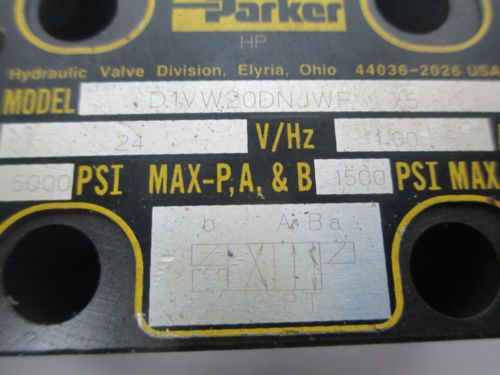 Parker
HP
Hydraulic Valve Division, Elyria, Ohio 44036-2026 USA
MODEL D1VW20DNJWF 75
24 V/Hz 1.00
5000 PSI MAX-P,A, & B 1500 PSI MAX
b A B a
P T